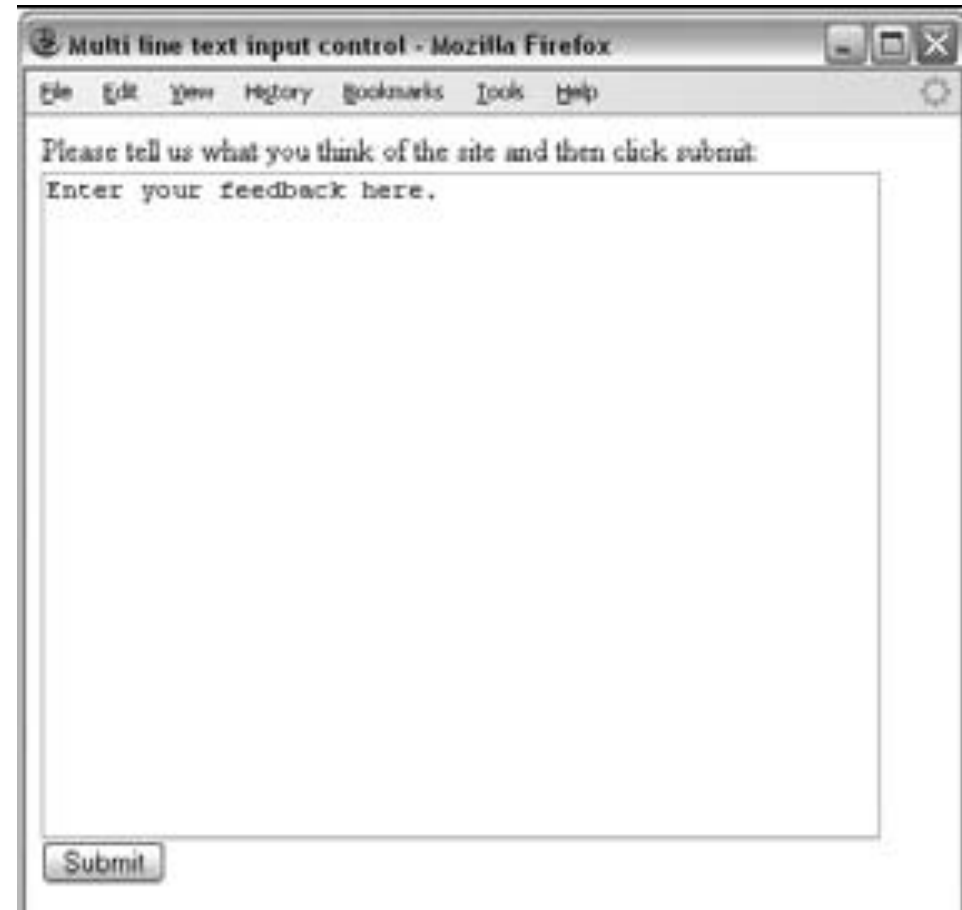 Multi line text input control - Mozilla Firefox
File Edit View History Bookmarks Tools Help
Please tell us what you think of the site and then click submit:
Enter your feedback here.
Submit